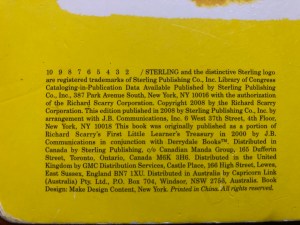 10 9 8 7 6 5 4 3 2 / STERLING and the distinctive Sterling logo
are registered trademarks of Sterling Publishing Co., Inc. Library of Congress
Cataloging-in-Publication Data Available Published by Sterling Publishing
Co., Inc., 387 Park Avenue South, New York, NY 10016 with the authorization
of the Richard Scarry Corporation. Copyright 2008 by the Richard Scarry
Corporation. This edition published in 2008 by Sterling Publishing Co., Inc. by
arrangement with J.B. Communications, Inc. 6 West 37th Street, 4th Floor,
New York, NY 10018 This book was originally published as a portion of
Richard Scarry's First Little Learner's Treasury in 2000 by J.B.
Communications in conjunction with Derrydale Books™. Distributed in
Canada by Sterling Publishing, c/o Canadian Manda Group, 165 Dufferin
Street, Toronto, Ontario, Canada M6K 3H6. Distributed in the United
Kingdom by GMC Distribution Services, Castle Place, 166 High Street, Lewes,
East Sussex, England BN7 1XU. Distributed in Australia by Capricorn Link
(Australia) Pty. Ltd., P.O. Box 704, Windsor, NSW 2756, Australia. Book
Design: Make Design Content, New York. Printed in China. All rights reserved.